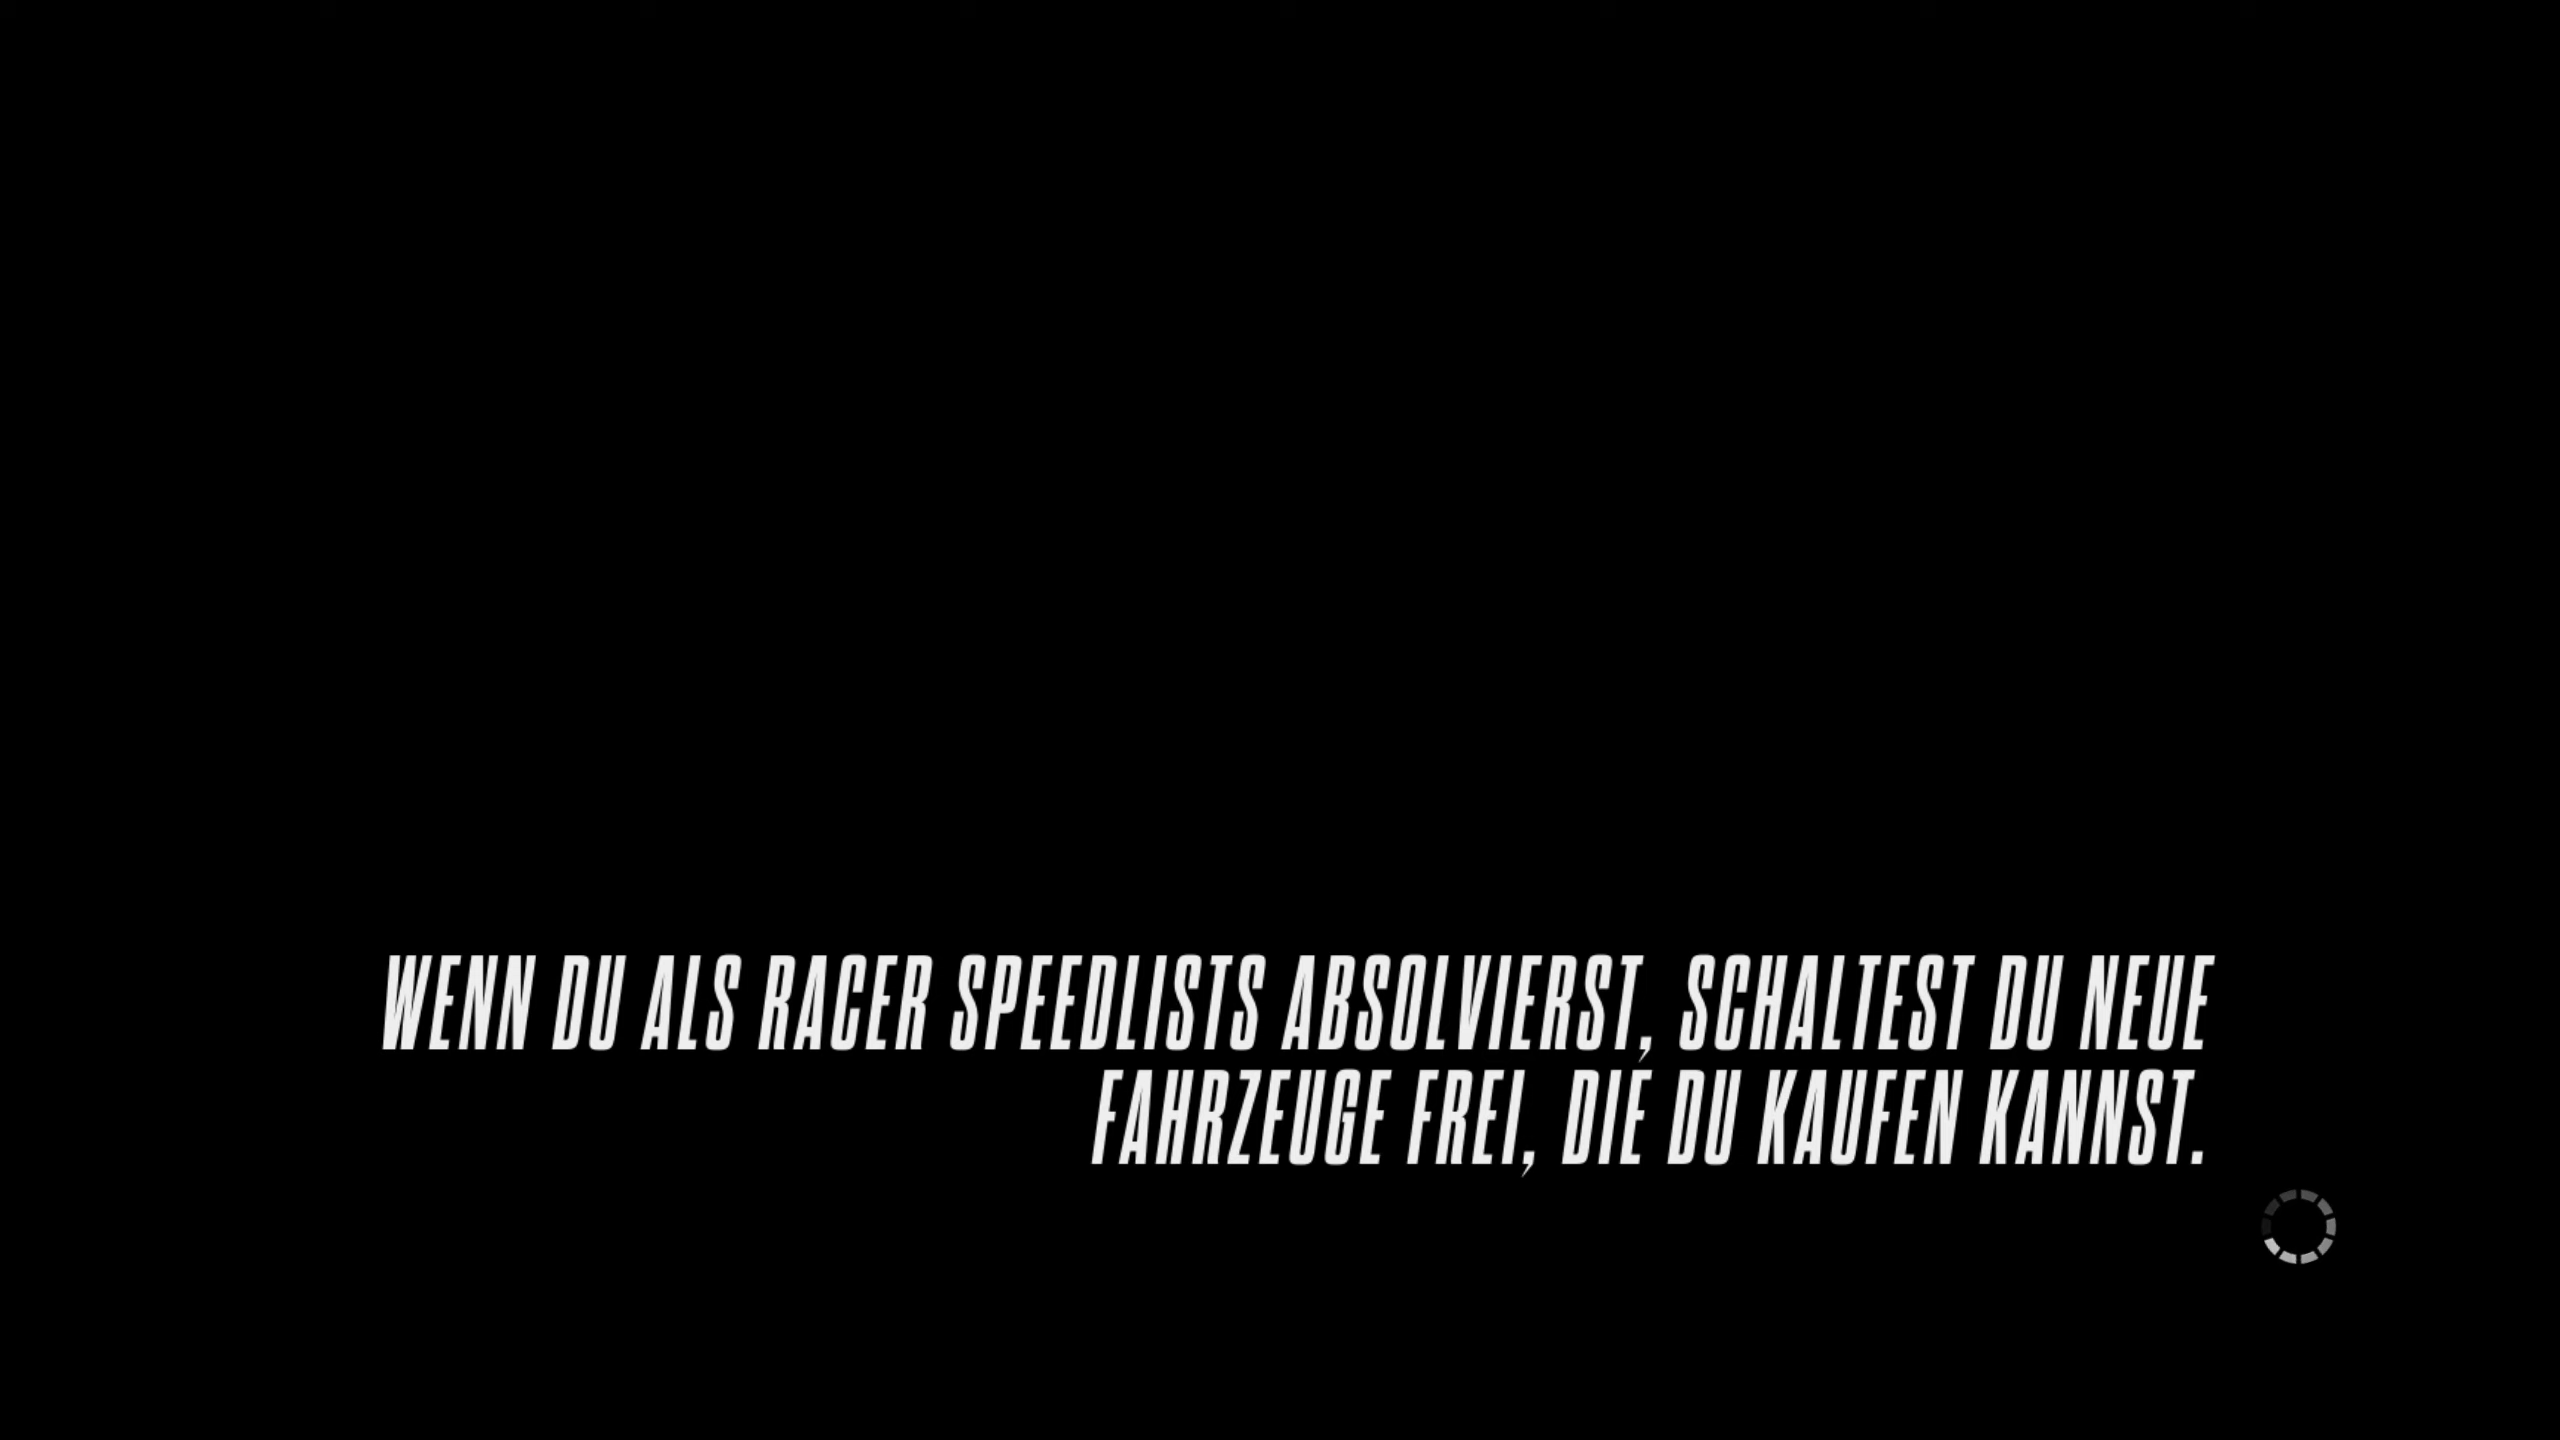 WENN DU ALS RACER SPEEDLISTS ABSOLVIERST, SCHALTEST DU NEUE
FAHRZEUGE FREI, DIE DU KAUFEN KANNST.